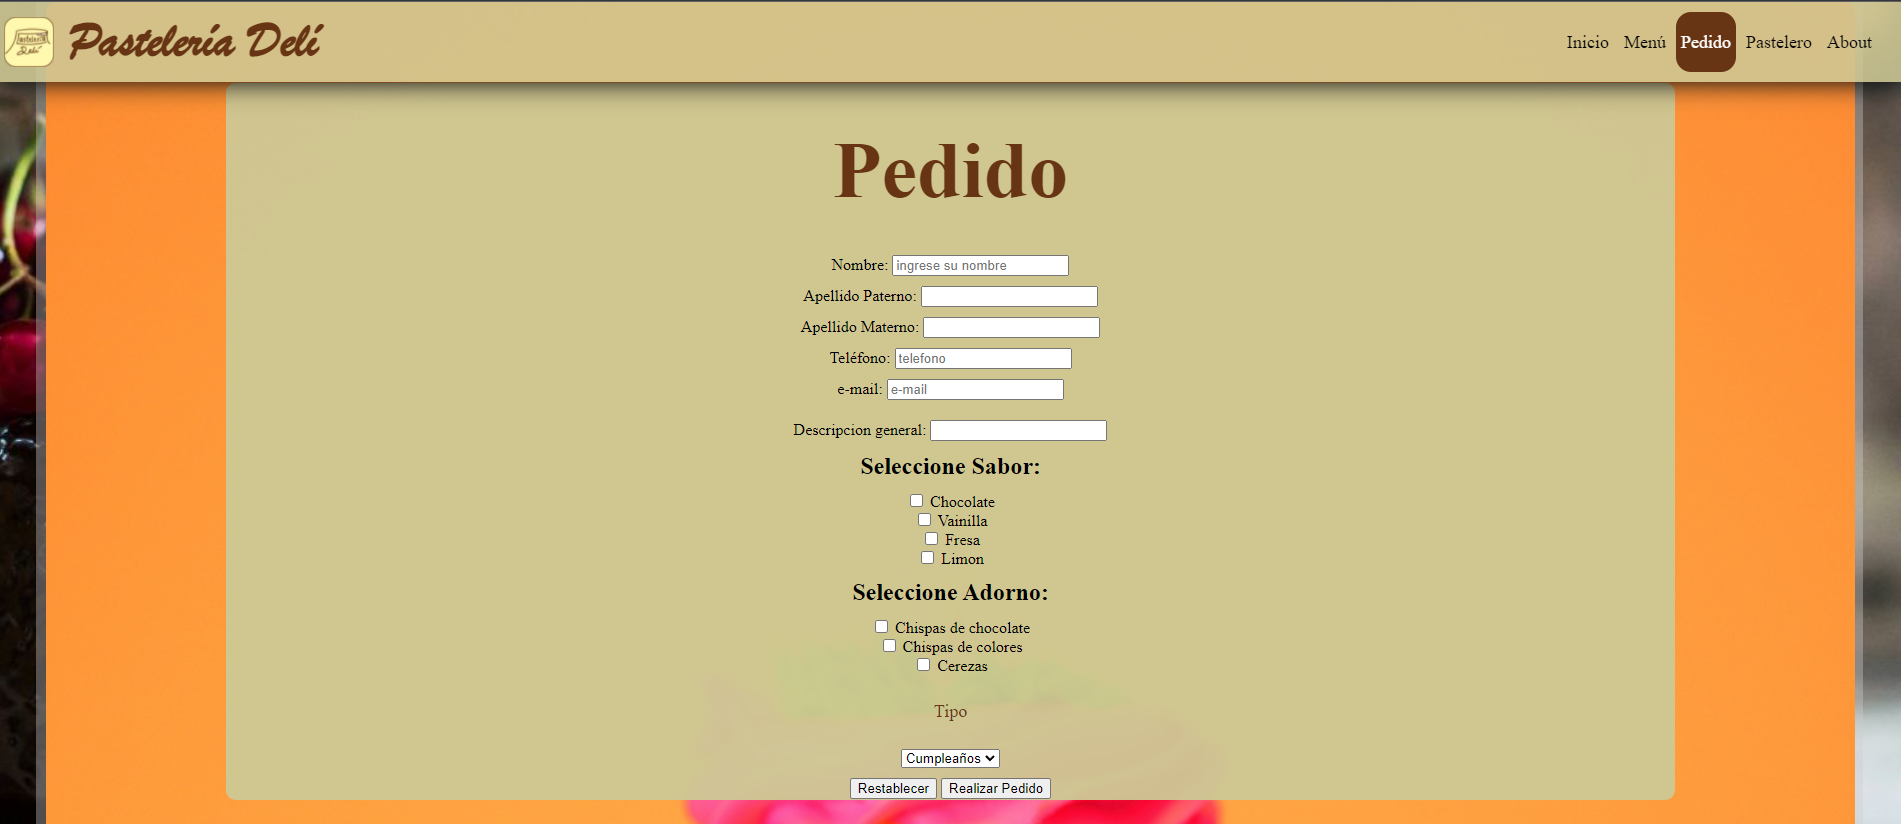 Pastelería Delí
Inicio Menú Pedido Pastelero About
Pedido
Nombre: ingrese su nombre
Apellido Paterno:
Apellido Materno:
Teléfono: telefono
e-mail: e-mail
Descripcion general:
Seleccione Sabor:
Chocolate
Vainilla
Fresa
Limon
Seleccione Adorno:
Chispas de chocolate
Chispas de colores
Cerezas
Tipo
Cumpleaños
Restablecer Realizar Pedido